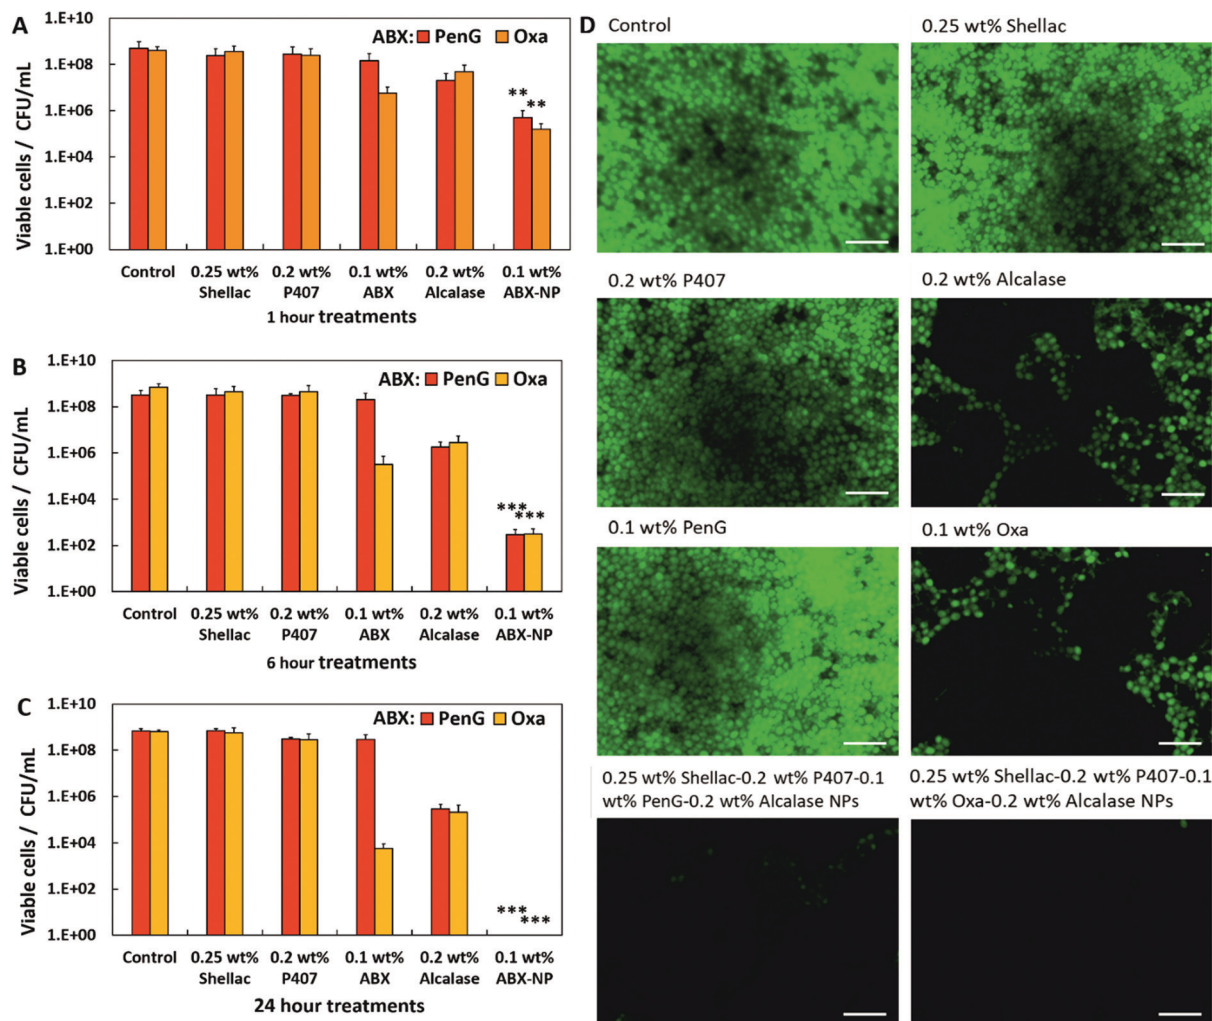 A
1.E+10
1.E+08
1.E+06
1.E+04
1.E+02
1.E+00
Viable cells / CFU/mL
ABX: PenG Oxa
** **
Control 0.25 wt% 0.2 wt% 0.1 wt% 0.2 wt% 0.1 wt%
Shellac P407 ABX Alcalase ABX-NP
1 hour treatments
B
1.E+10
1.E+08
1.E+06
1.E+04
1.E+02
1.E+00
Viable cells / CFU/mL
ABX: PenG Oxa
*** ***
Control 0.25 wt% 0.2 wt% 0.1 wt% 0.2 wt% 0.1 wt%
Shellac P407 ABX Alcalase ABX-NP
6 hour treatments
C
1.E+10
1.E+08
1.E+06
1.E+04
1.E+02
1.E+00
Viable cells / CFU/mL
ABX: PenG Oxa
*** ***
Control 0.25 wt% 0.2 wt% 0.1 wt% 0.2 wt% 0.1 wt%
Shellac P407 ABX Alcalase ABX-NP
24 hour treatments
D
Control
0.25 wt% Shellac
0.2 wt% P407
0.2 wt% Alcalase
0.1 wt% PenG
0.1 wt% Oxa
0.25 wt% Shellac-0.2 wt% P407-0.1
wt% PenG-0.2 wt% Alcalase NPs
0.25 wt% Shellac-0.2 wt% P407-0.1
wt% Oxa-0.2 wt% Alcalase NPs